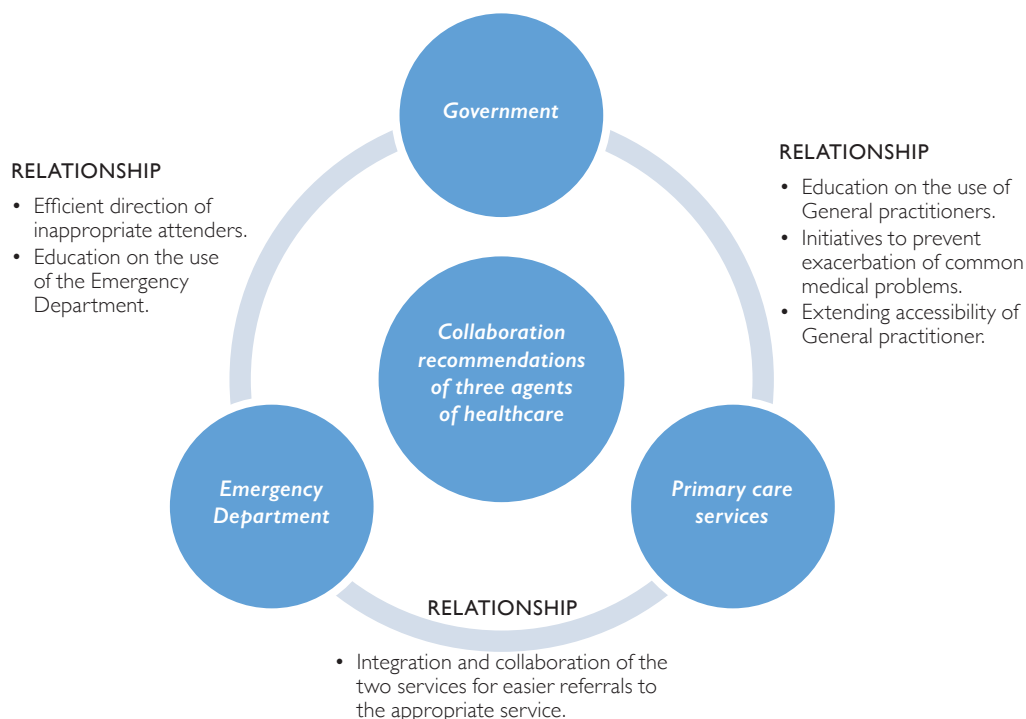 Government
RELATIONSHIP
• Efficient direction of
inappropriate attenders.
• Education on the use
of the Emergency
Department.
RELATIONSHIP
• Education on the use of
General practitioners.
• Initiatives to prevent
exacerbation of common
medical problems.
• Extending accessibility of
General practitioner.
Collaboration
recommendations
of three agents
of healthcare
Emergency
Department
Primary care
services
RELATIONSHIP
• Integration and collaboration of the
two services for easier referrals to
the appropriate service.